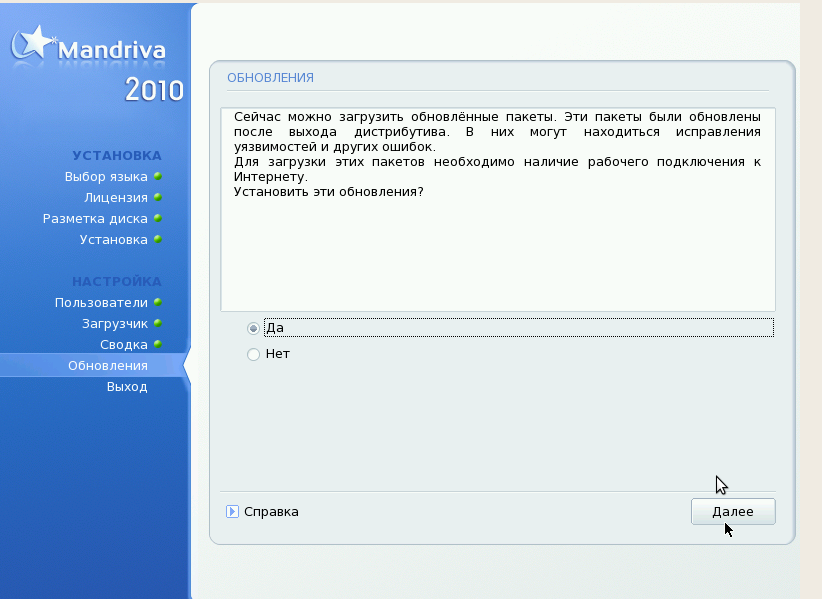 Mandriva
2010
УСТАНОВКА
Выбор языка
Лицензия
Разметка диска
Установка
НАСТРОЙКА
Пользователи
Загрузчик
Сводка
Обновления
Выход
ОБНОВЛЕНИЯ
Сейчас можно загрузить обновлённые пакеты. Эти пакеты были обновлены
после выхода дистрибутива. В них могут находиться исправления
уязвимостей и других ошибок.
Для загрузки этих пакетов необходимо наличие рабочего подключения к
Интернету.
Установить эти обновления?
Да
Нет
Справка
Далее